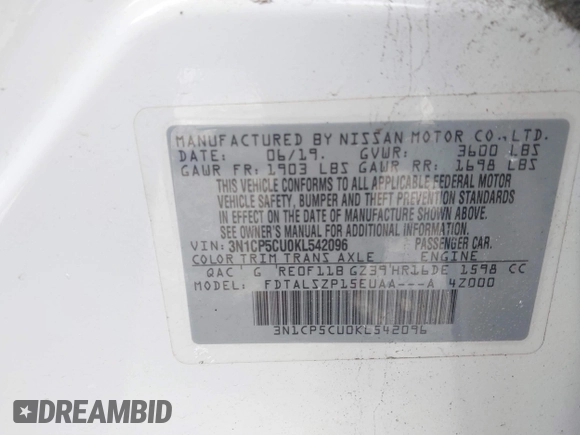 MANUFACTURED BY NISSAN MOTOR CO., LTD.
DATE: 06/19. GVWR: 3600 LBS
GAWR FR: 1903 LBS GAWR RR: 1698 LBS
THIS VEHICLE CONFORMS TO ALL APPLICABLE FEDERAL MOTOR
VEHICLE SAFETY, BUMPER AND THEFT PREVENTION STANDARDS
IN EFFECT ON THE DATE OF MANUFACTURE SHOWN ABOVE.
SEE OWNER'S MANUAL FOR ADDITIONAL INFORMATION
VIN: 3N1CP5CU0KL542096 PASSENGER CAR.
COLOR TRIM TRANS AXLE ENGINE
QAC' G 'RE0F11B GZ39'HR16DE 1598 CC
MODEL: FDTALSZP15EUAA---A 4Z000
3N1CP5CU0KL542096
DREAMBID